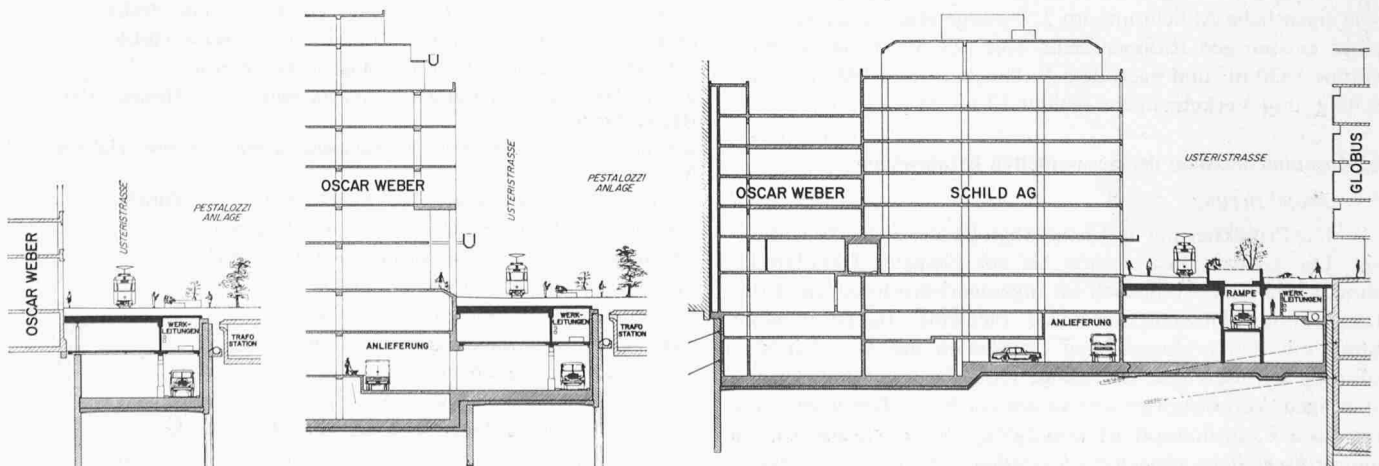 OSCAR WEBER
USTERISTRASSE
PESTALOZZI
ANLAGE
WERK-
LEITUNGEN
TRAFO
STATION
OSCAR WEBER
USTERISTRASSE
PESTALOZZI
ANLAGE
ANLIEFERUNG
WERK-
LEITUNGEN
TRAFO
STATION
OSCAR WEBER
SCHILD AG
USTERISTRASSE
GLOBUS
ANLIEFERUNG
RAMPE
WERK-
LEITUNGEN